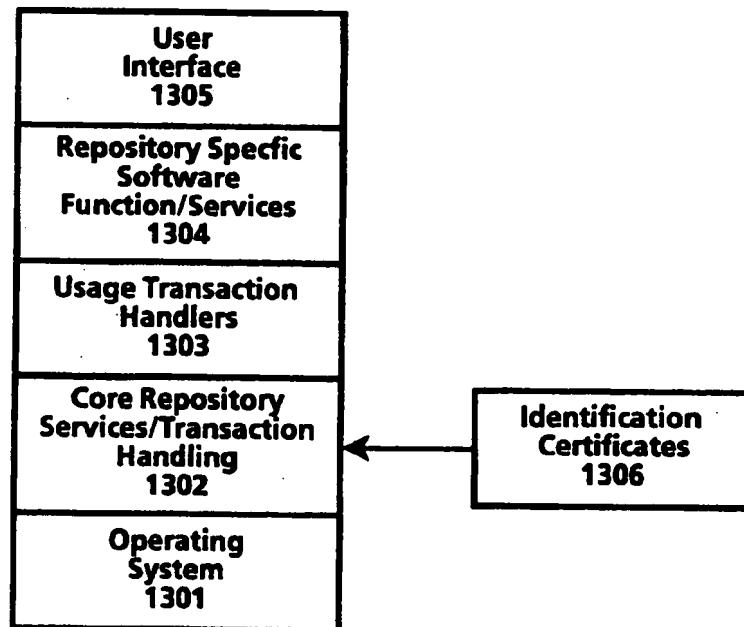 User
Interface
1305
Repository Specfic
Software
Function/Services
1304
Usage Transaction
Handlers
1303
Core Repository
Services/Transaction
Handling
1302
Operating
System
1301
Identification
Certificates
1306